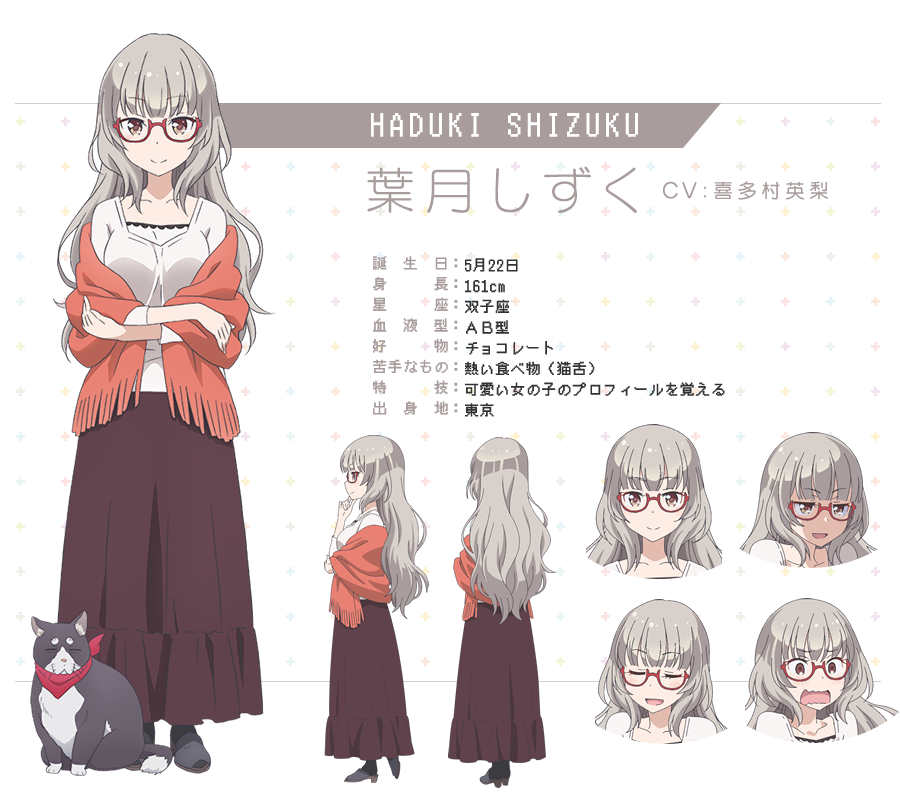 HADUKI SHIZUKU
葉月しずく CV:喜多村英梨
誕生日：5月22日
身長：161cm
星座：双子座
血液型：ＡＢ型
好物：チョコレート
苦手なもの：熱い食べ物（猫舌）
特技：可愛い女の子のプロフィールを覚える
出身地：東京